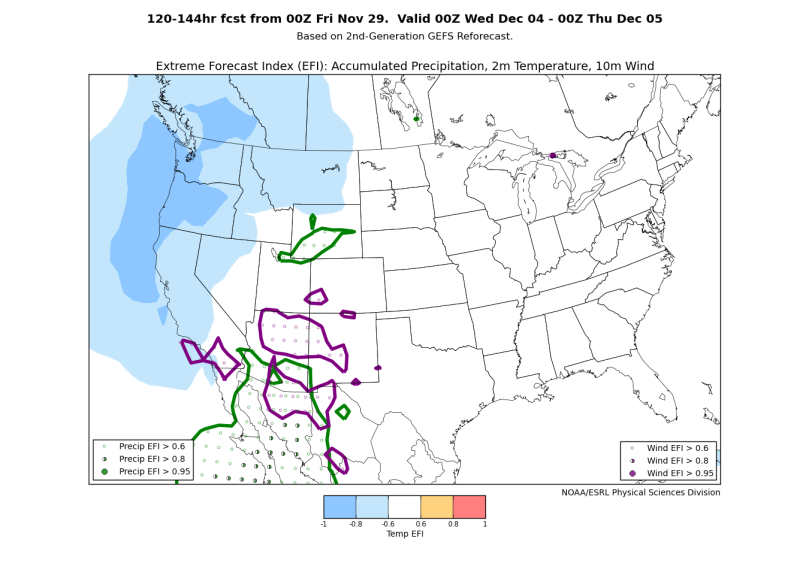 120-144hr fcst from 00Z Fri Nov 29.  Valid 00Z Wed Dec 04 - 00Z Thu Dec 05
Based on 2nd-Generation GEFS Reforecast.
Extreme Forecast Index (EFI): Accumulated Precipitation, 2m Temperature, 10m Wind
Precip EFI > 0.6
Precip EFI > 0.8
Precip EFI > 0.95
Wind EFI > 0.6
Wind EFI > 0.8
Wind EFI > 0.95
NOAA/ESRL Physical Sciences Division
-1 -0.8 -0.6 0.6 0.8 1
Temp EFI